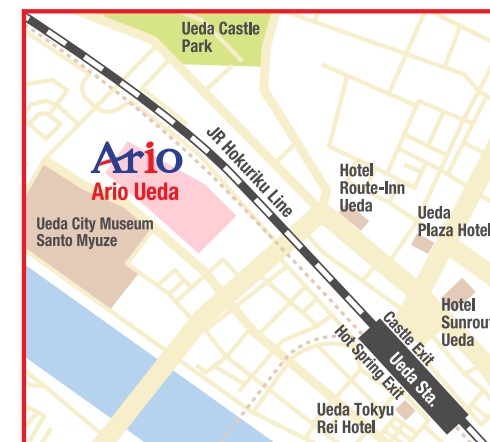 Ueda Castle
Park
JR Hokuriku Line
Ario
Ario Ueda
Hotel
Route-Inn
Ueda
Ueda
Plaza Hotel
Ueda City Museum
Santo Myuze
Hotel
Sunroute
Ueda
Castle Exit
Ueda Sta.
Hot Spring Exit
Ueda Tokyu
Rei Hotel